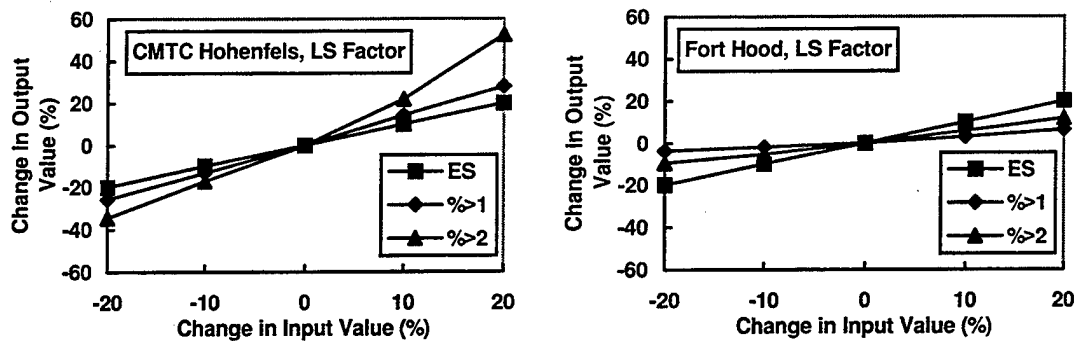 CMTC Hohenfels, LS Factor
Change in Output
Value (%)
60
40
20
0
-20
-40
-60
ES
%>1
%>2
-20 -10 0 10 20
Change in Input Value (%)
Fort Hood, LS Factor
Change in Output
Value (%)
60
40
20
0
-20
-40
-60
ES
%>1
%>2
-20 -10 0 10 20
Change in Input Value (%)